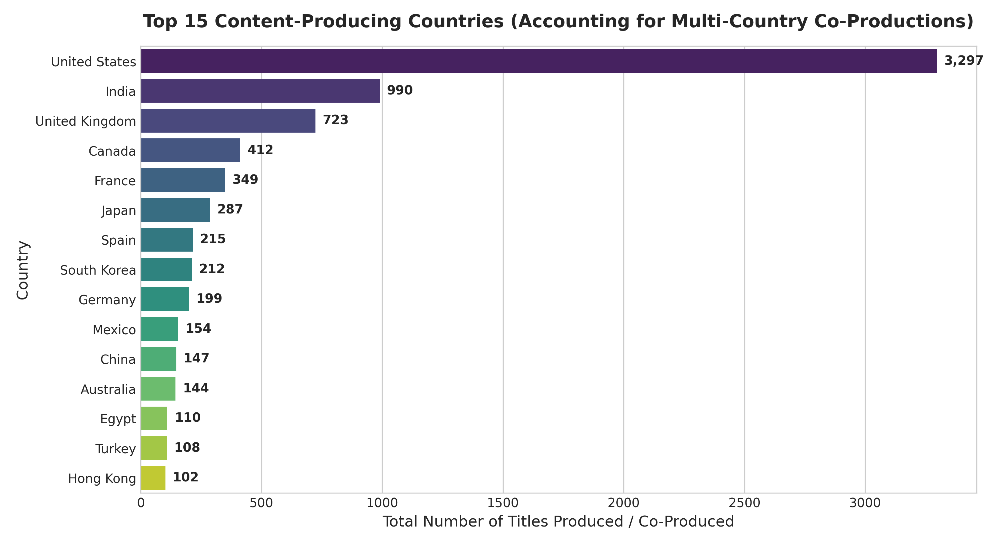 Top 15 Content-Producing Countries (Accounting for Multi-Country Co-Productions)
United States 3,297
India 990
United Kingdom 723
Canada 412
France 349
Japan 287
Spain 215
South Korea 212
Germany 199
Mexico 154
China 147
Australia 144
Egypt 110
Turkey 108
Hong Kong 102
Country
0 500 1000 1500 2000 2500 3000
Total Number of Titles Produced / Co-Produced